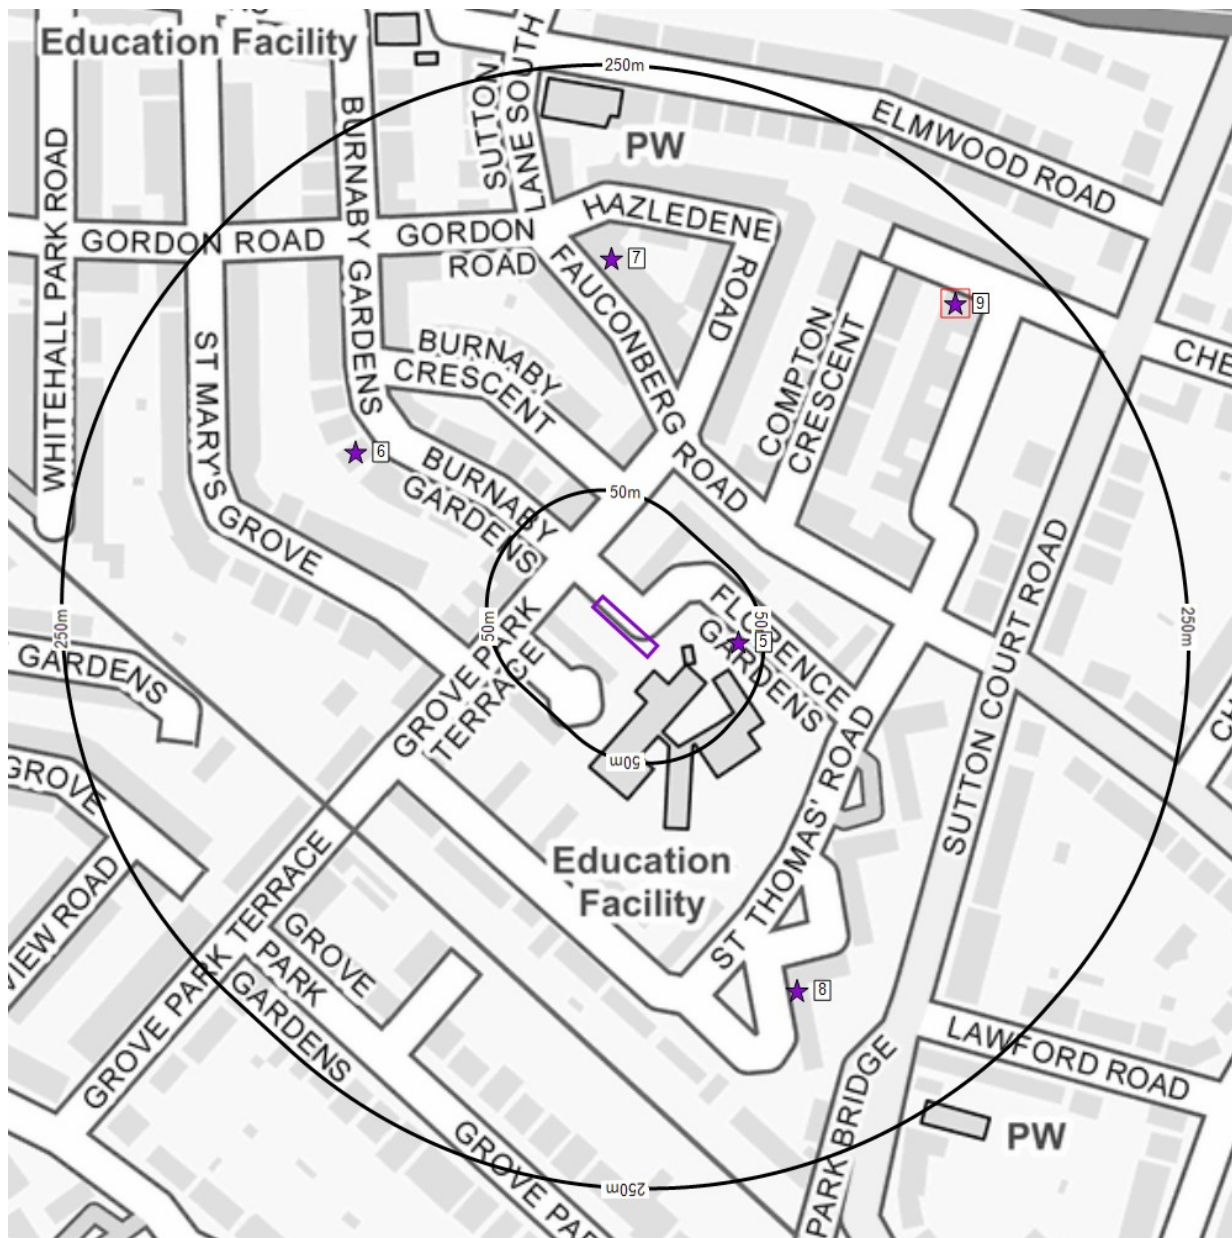 Education Facility
250m
SUTTON
LANE SOUTH
ELMWOOD ROAD
PW
BURNABY GARDENS
WHITEHALL PARK ROAD
HAZLEDENE
ROAD
GORDON ROAD
GORDON
ROAD
7
FAUCONBERG ROAD
9
CHE
COMPTON
CRESCENT
ST MARY'S
GROVE
BURNABY
CRESCENT
6
BURNABY
GARDENS
50m
50m
50m
5
FLORENCE
GARDENS
SUTTON COURT ROAD
250m
250m
GARDENS
GROVE PARK
TERRACE
50m
GROVE
ST THOMAS' ROAD
Education
Facility
VIEW ROAD
GROVE PARK TERRACE
GROVE
PARK
GARDENS
8
LAWFORD ROAD
PARK BRIDGE
PW
GROVE PAR
250m